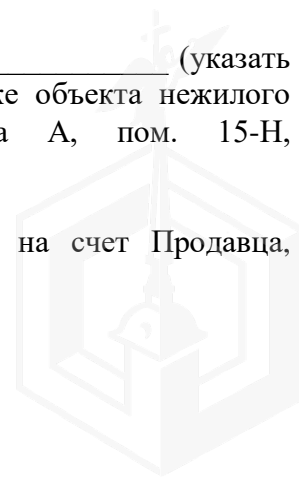 _____________ (указать
ке объекта нежилого
а А, пом. 15-Н,
на счет Продавца,